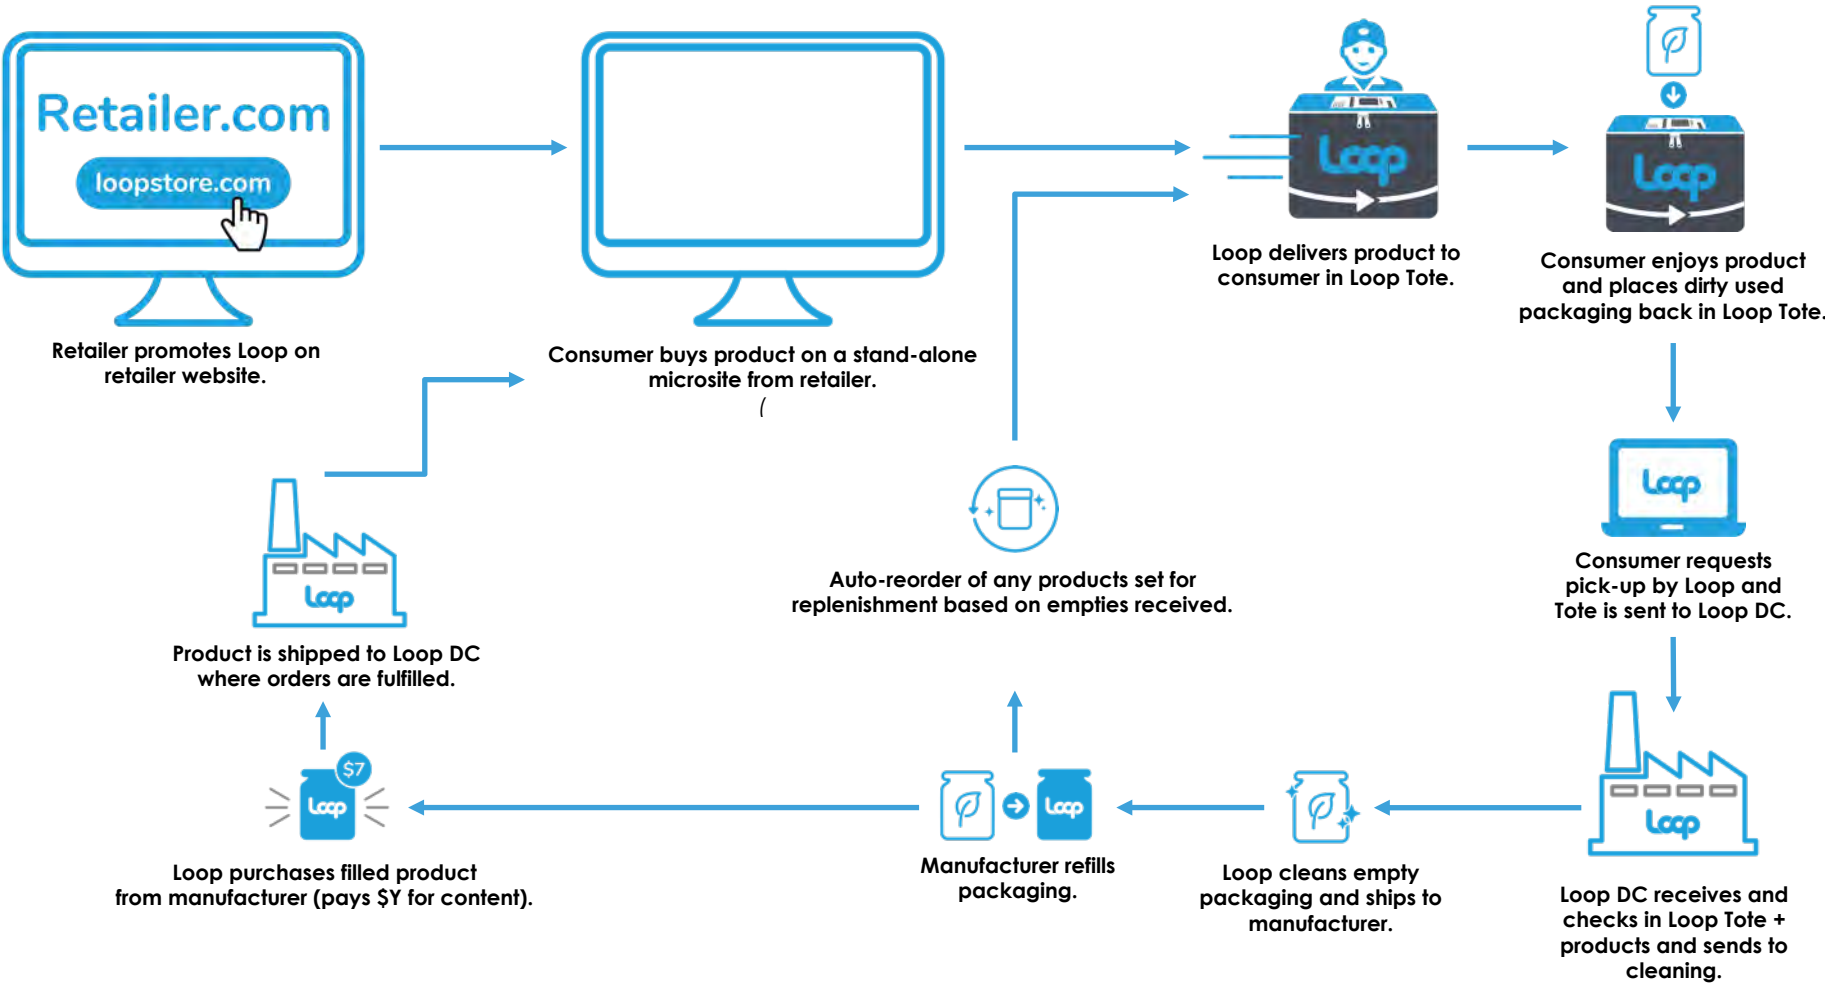 Retailer.com
loopstore.com
Retailer promotes Loop on
retailer website.
Consumer buys product on a stand-alone
microsite from retailer.
(
Loop
Loop delivers product to
consumer in Loop Tote.
Loop
Consumer enjoys product
and places dirty used
packaging back in Loop Tote.
Loop
Consumer requests
pick-up by Loop and
Tote is sent to Loop DC.
Loop
Loop DC receives and
checks in Loop Tote +
products and sends to
cleaning.
Loop cleans empty
packaging and ships to
manufacturer.
Loop
Manufacturer refills
packaging.
Auto-reorder of any products set for
replenishment based on empties received.
$7
Loop
Loop purchases filled product
from manufacturer (pays $Y for content).
Loop
Product is shipped to Loop DC
where orders are fulfilled.